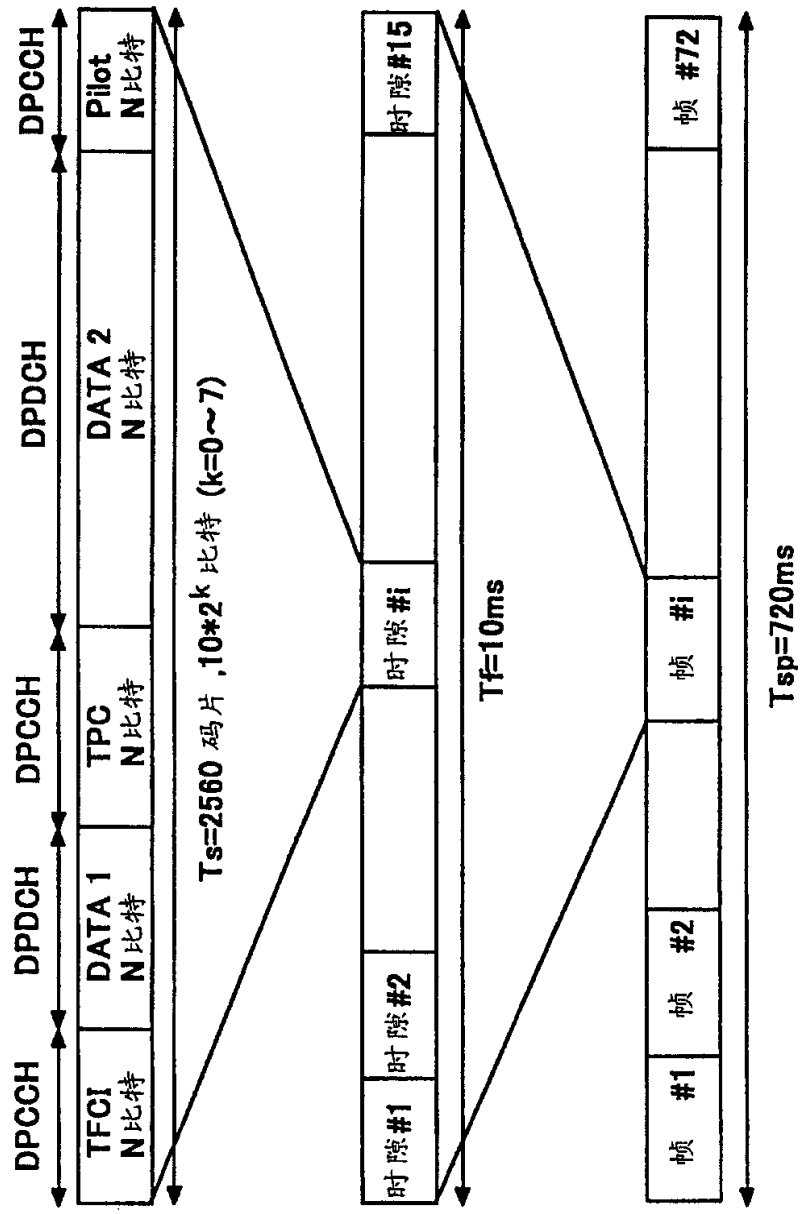 DPCCH DPDCH DPCCH DPDCH DPCCH
TFCI DATA 1 TPC DATA 2 Pilot
N比特 N比特 N比特 N比特 N比特
Ts=2560 码片 ,10*2^k 比特 (k=0～7)
时隙#1 时隙#2 时隙#i 时隙#15
Tf=10ms
帧 #1 帧 #2 帧 #i 帧 #72
Tsp=720ms